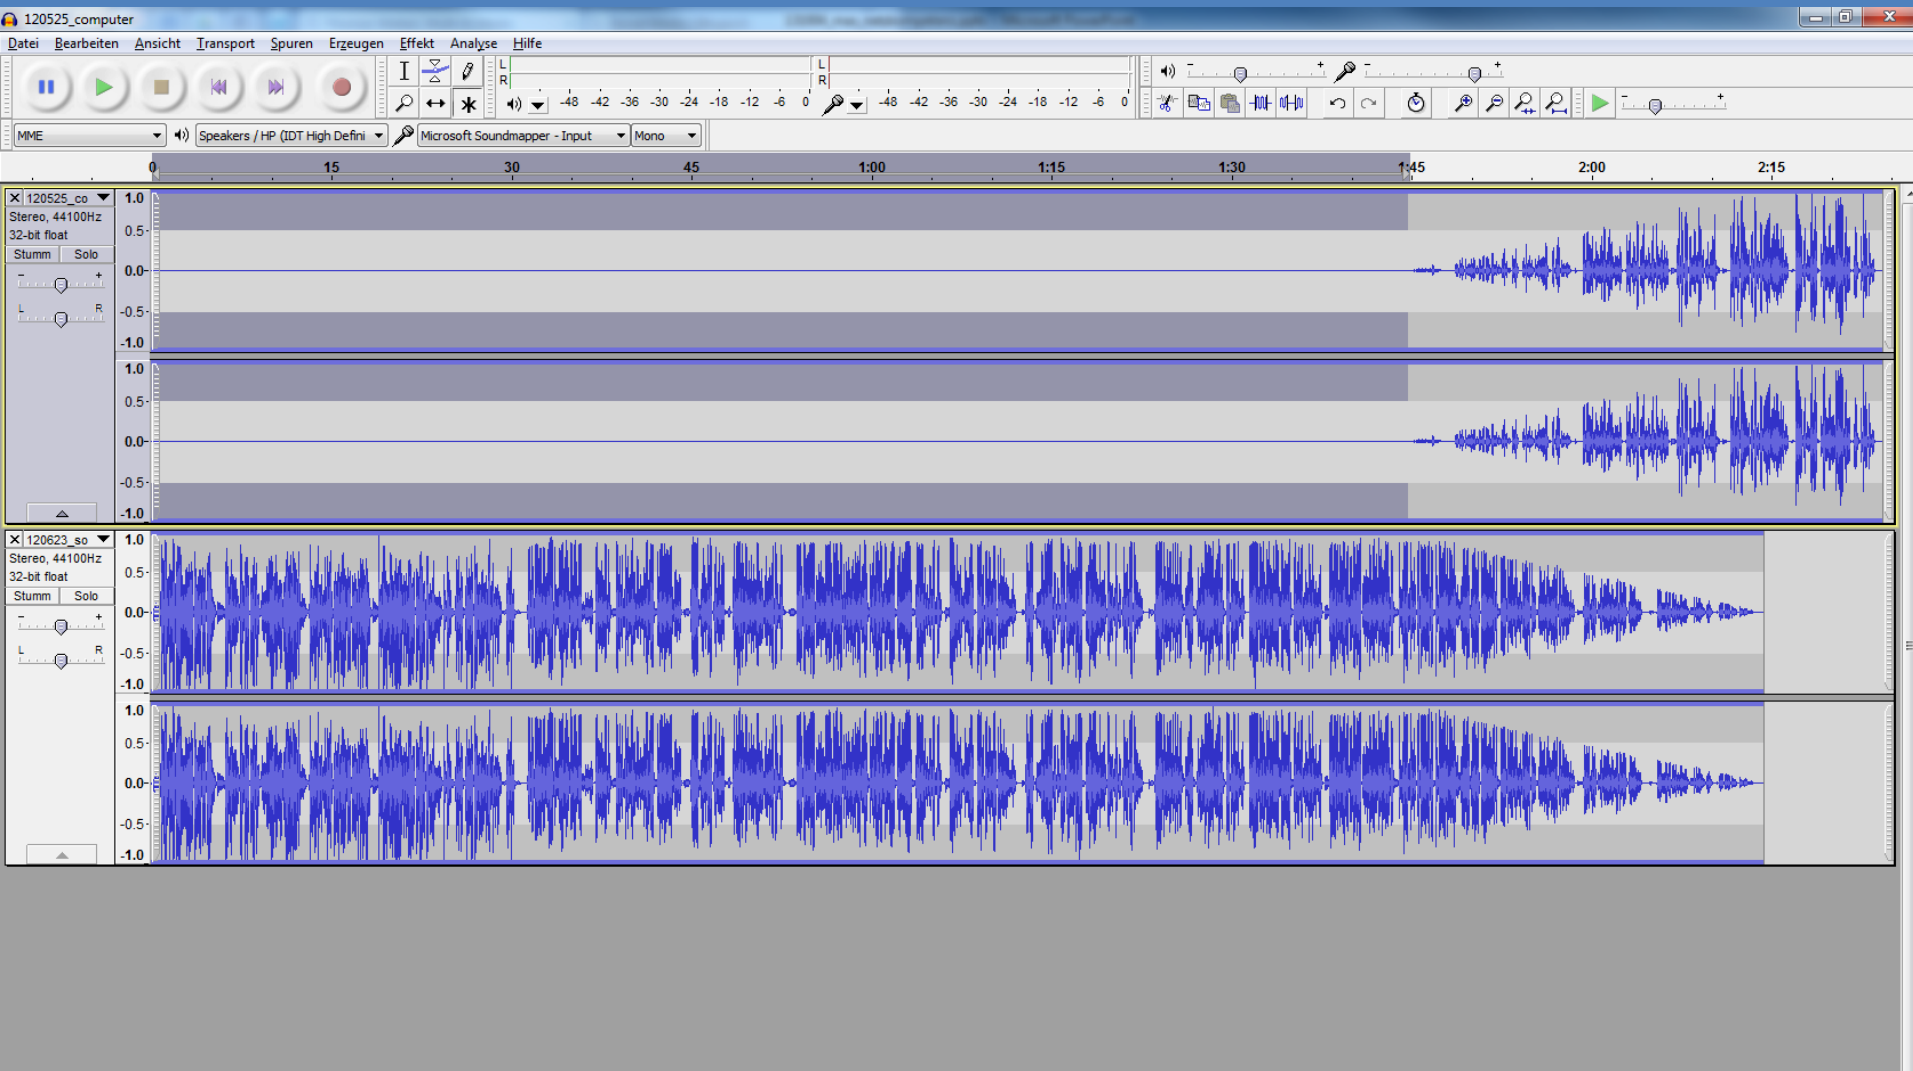 120525_computer
Datei Bearbeiten Ansicht Transport Spuren Erzeugen Effekt Analyse Hilfe
L
R
-48 -42 -36 -30 -24 -18 -12 -6 0
L
R
-48 -42 -36 -30 -24 -18 -12 -6 0
- +
- +
- +
MME Speakers / HP (IDT High Defini Microsoft Soundmapper - Input Mono
0 15 30 45 1:00 1:15 1:30 1:45 2:00 2:15
120525_co
Stereo, 44100Hz
32-bit float
Stumm Solo
- +
L R
1.0
0.5
0.0
-0.5
-1.0
1.0
0.5
0.0
-0.5
-1.0
120623_so
Stereo, 44100Hz
32-bit float
Stumm Solo
- +
L R
1.0
0.5
0.0
-0.5
-1.0
1.0
0.5
0.0
-0.5
-1.0